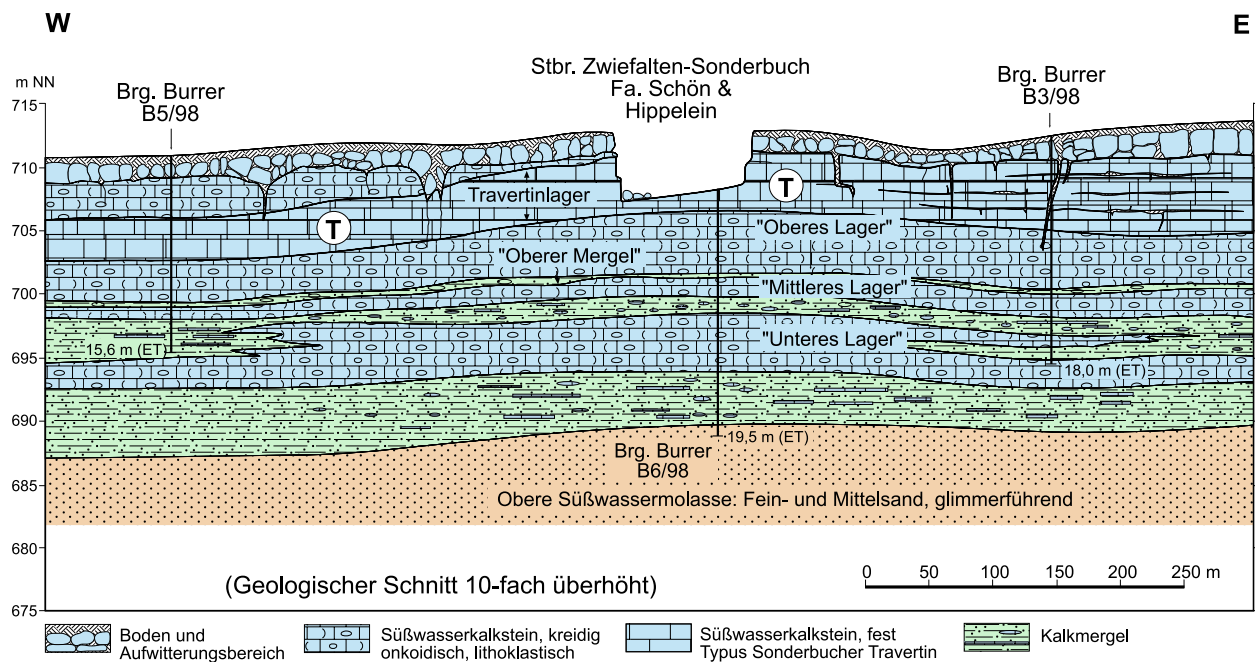 W
E
m NN
Stbr. Zwiefalten-Sonderbuch
Fa. Schön &
Hippelein
Brg. Burrer
B5/98
Brg. Burrer
B3/98
715
710
705
700
695
690
685
680
675
Travertinlager
T
T
"Oberes Lager"
"Oberer Mergel"
"Mittleres Lager"
"Unteres Lager"
15,6 m (ET)
18,0 m (ET)
19,5 m (ET)
Brg. Burrer
B6/98
Obere Süßwassermolasse: Fein- und Mittelsand, glimmerführend
(Geologischer Schnitt 10-fach überhöht)
0 50 100 150 200 250 m
Boden und
Aufwitterungsbereich
Süßwasserkalkstein, kreidig
onkoidisch, lithoklastisch
Süßwasserkalkstein, fest
Typus Sonderbucher Travertin
Kalkmergel